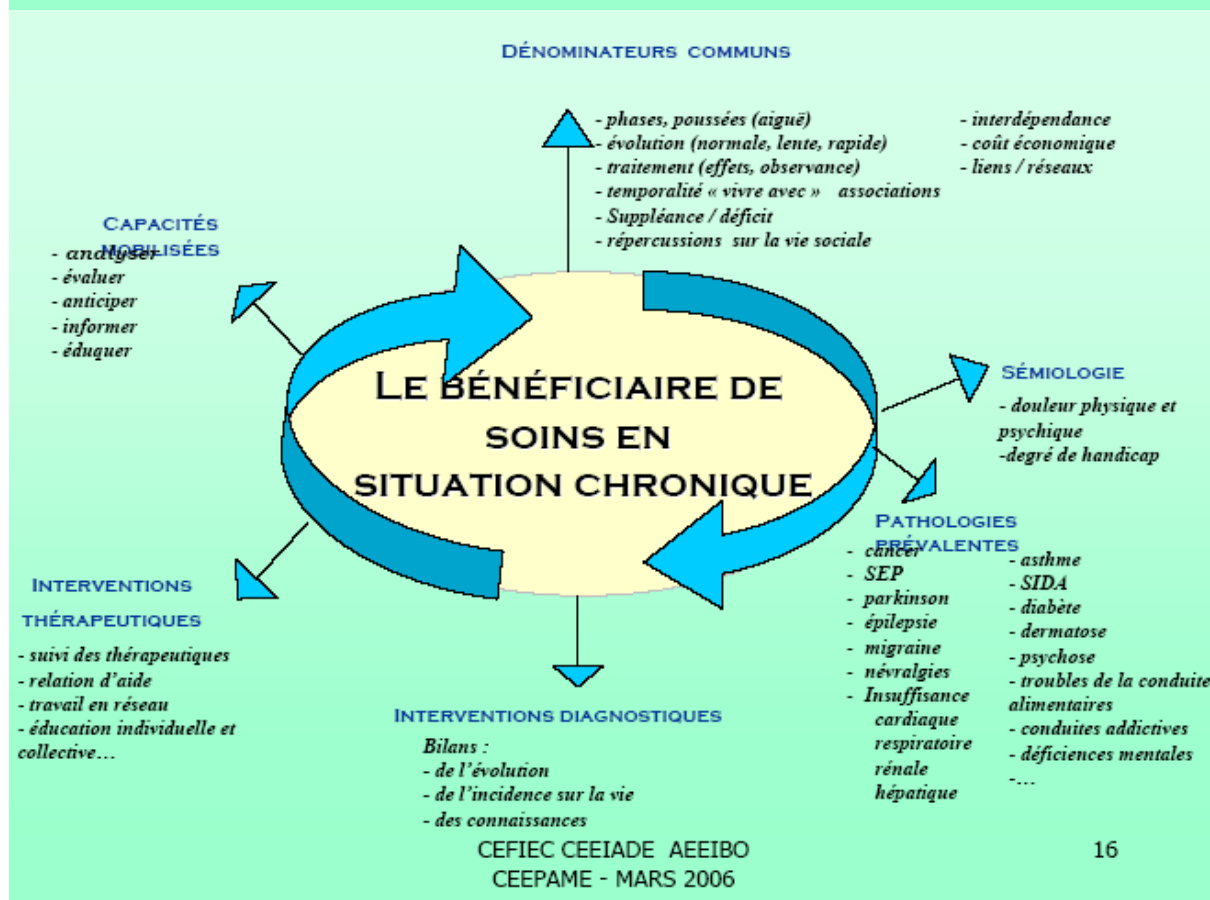 DÉNOMINATEURS COMMUNS
- phases, poussées (aiguë)
- évolution (normale, lente, rapide)
- traitement (effets, observance)
- temporalité « vivre avec » associations
- Suppléance / déficit
- répercussions sur la vie sociale
- interdépendance
- coût économique
- liens / réseaux
CAPACITÉS
MOBILISÉES
- analyser
- évaluer
- anticiper
- informer
- éduquer
LE BÉNÉFICIAIRE DE
SOINS EN
SITUATION CHRONIQUE
SÉMIOLOGIE
- douleur physique et
psychique
-degré de handicap
PATHOLOGIES
PRÉVALENTES
- cancer
- SEP
- parkinson
- épilepsie
- migraine
- névralgies
- Insuffisance
cardiaque
respiratoire
rénale
hépatique
- asthme
- SIDA
- diabète
- dermatose
- psychose
- troubles de la conduite
alimentaires
- conduites addictives
- déficiences mentales
-…
INTERVENTIONS
THÉRAPEUTIQUES
- suivi des thérapeutiques
- relation d'aide
- travail en réseau
- éducation individuelle et
collective…
INTERVENTIONS DIAGNOSTIQUES
Bilans :
- de l'évolution
- de l'incidence sur la vie
- des connaissances
CEFIEC CEEIADE AEEIBO
CEEPAME - MARS 2006
16